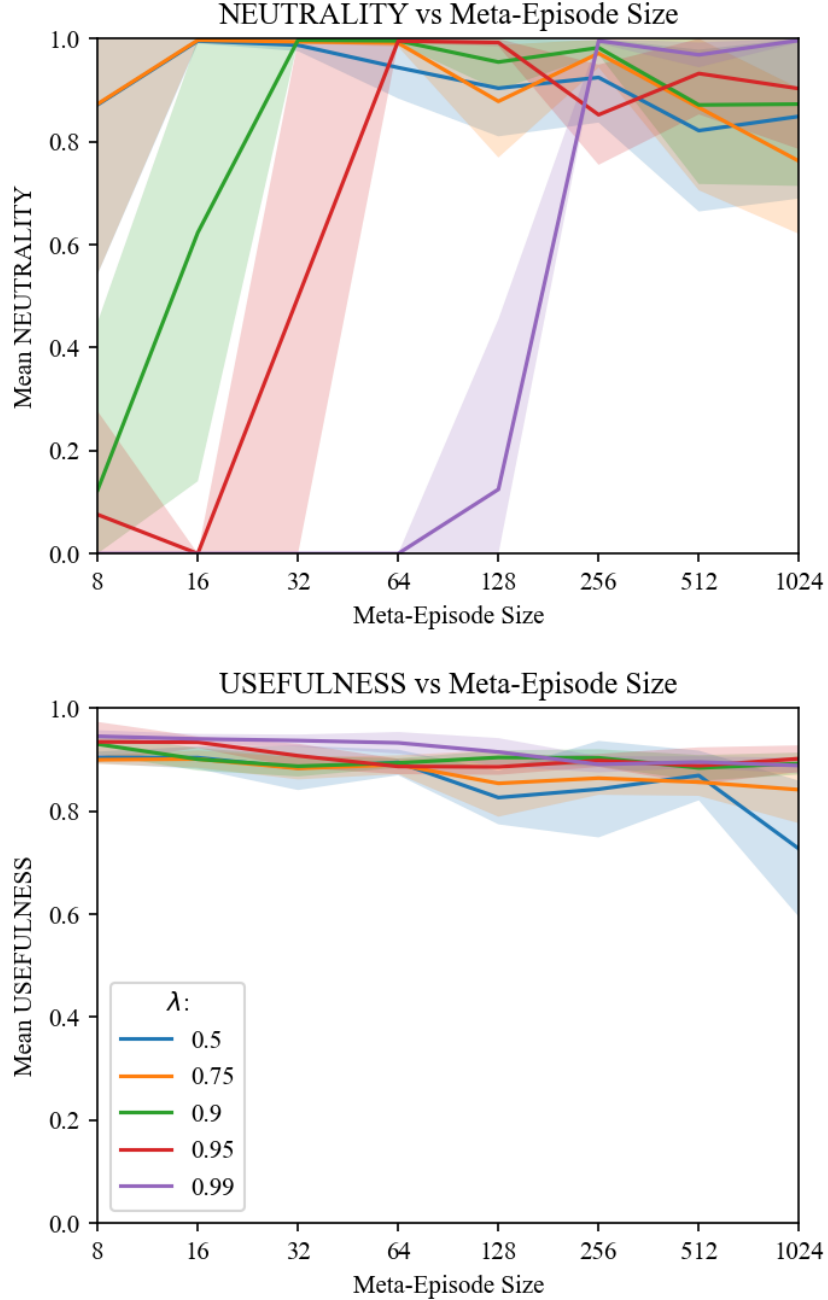 NEUTRALITY vs Meta-Episode Size
Mean NEUTRALITY
1.0
0.8
0.6
0.4
0.2
0.0
8 16 32 64 128 256 512 1024
Meta-Episode Size
USEFULNESS vs Meta-Episode Size
Mean USEFULNESS
1.0
0.8
0.6
0.4
0.2
0.0
λ:
0.5
0.75
0.9
0.95
0.99
8 16 32 64 128 256 512 1024
Meta-Episode Size